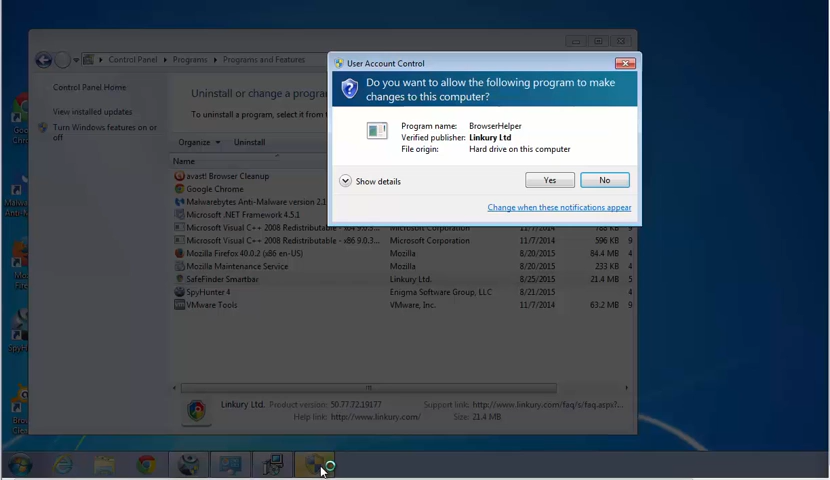 User Account Control
Do you want to allow the following program to make
changes to this computer?
Program name: BrowserHelper
Verified publisher: Linkury Ltd
File origin: Hard drive on this computer
Show details
Yes
No
Change when these notifications appear
Control Panel
Programs
Programs and Features
Control Panel Home
View installed updates
Turn Windows features on or
off
Uninstall or change a progra
To uninstall a program, select it from t
Organize
Uninstall
Name
avast! Browser Cleanup
Google Chrome
Malwarebytes Anti-Malware version 2.1
Microsoft .NET Framework 4.5.1
Microsoft Visual C++ 2008 Redistributable - x64 9.0.3... Microsoft Corporation 11/7/2014 788 KB 9
Microsoft Visual C++ 2008 Redistributable - x86 9.0.3... Microsoft Corporation 11/7/2014 596 KB 9
Mozilla Firefox 40.0.2 (x86 en-US) Mozilla 8/20/2015 84.4 MB 4
Mozilla Maintenance Service Mozilla 8/20/2015 233 KB 4
SafeFinder Smartbar Linkury Ltd. 8/25/2015 21.4 MB 5
SpyHunter 4 Enigma Software Group, LLC 8/21/2015 4
VMware Tools VMware, Inc. 11/7/2014 63.2 MB 9
Linkury Ltd. Product version: 50.77.72.19177 Support link: http://www.linkury.com/faq/s/faq.aspx?...
Help link: http://www.linkury.com/ Size: 21.4 MB